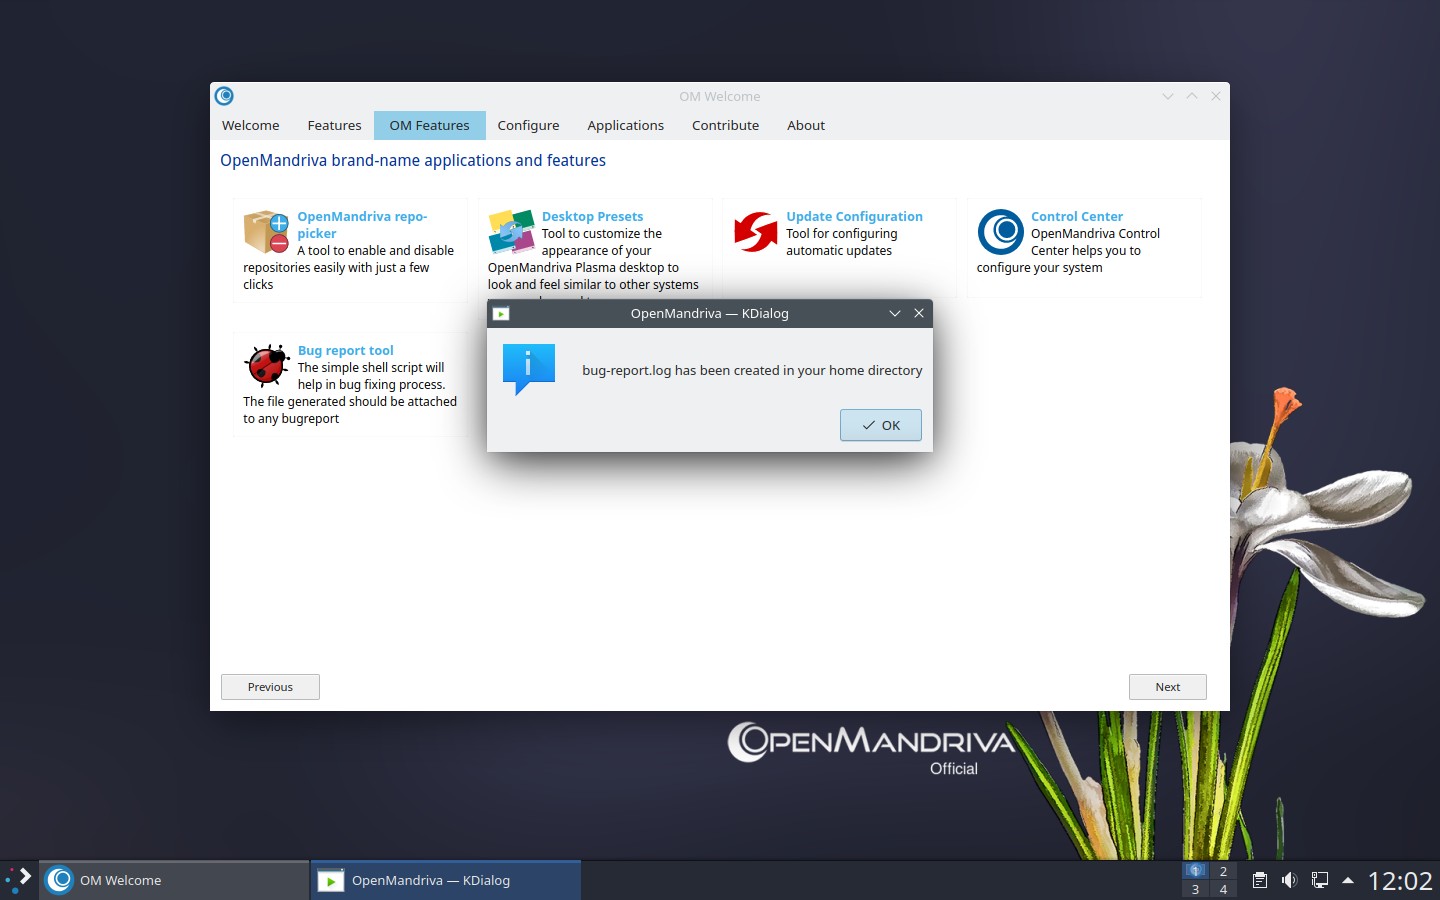 OM Welcome
Welcome
Features
OM Features
Configure
Applications
Contribute
About
OpenMandriva brand-name applications and features
OpenMandriva repo-
picker
A tool to enable and disable
repositories easily with just a few
clicks
Desktop Presets
Tool to customize the
appearance of your
OpenMandriva Plasma desktop to
look and feel similar to other systems
Update Configuration
Tool for configuring
automatic updates
Control Center
OpenMandriva Control
Center helps you to
configure your system
Bug report tool
The simple shell script will
help in bug fixing process.
The file generated should be attached
to any bugreport
OpenMandriva — KDialog
bug-report.log has been created in your home directory
OK
Previous
Next
OPENMANDRIVA
Official
OM Welcome
OpenMandriva — KDialog
1
2
3
4
12:02